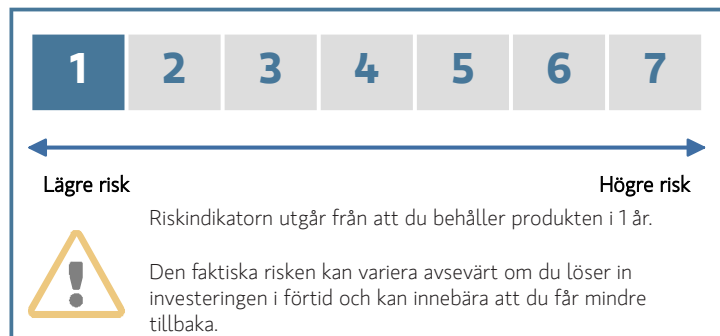 1 2 3 4 5 6 7
Lägre risk Högre risk
Riskindikatorn utgår från att du behåller produkten i 1 år.
Den faktiska risken kan variera avsevärt om du löser in
investeringen i förtid och kan innebära att du får mindre
tillbaka.